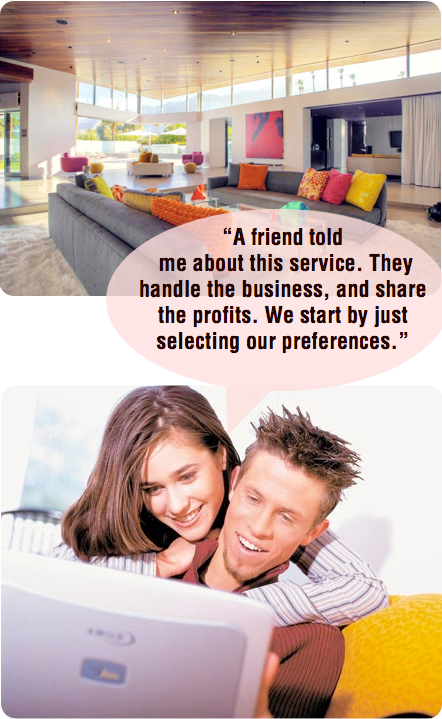 “A friend told
me about this service. They
handle the business, and share
the profits. We start by just
selecting our preferences.”